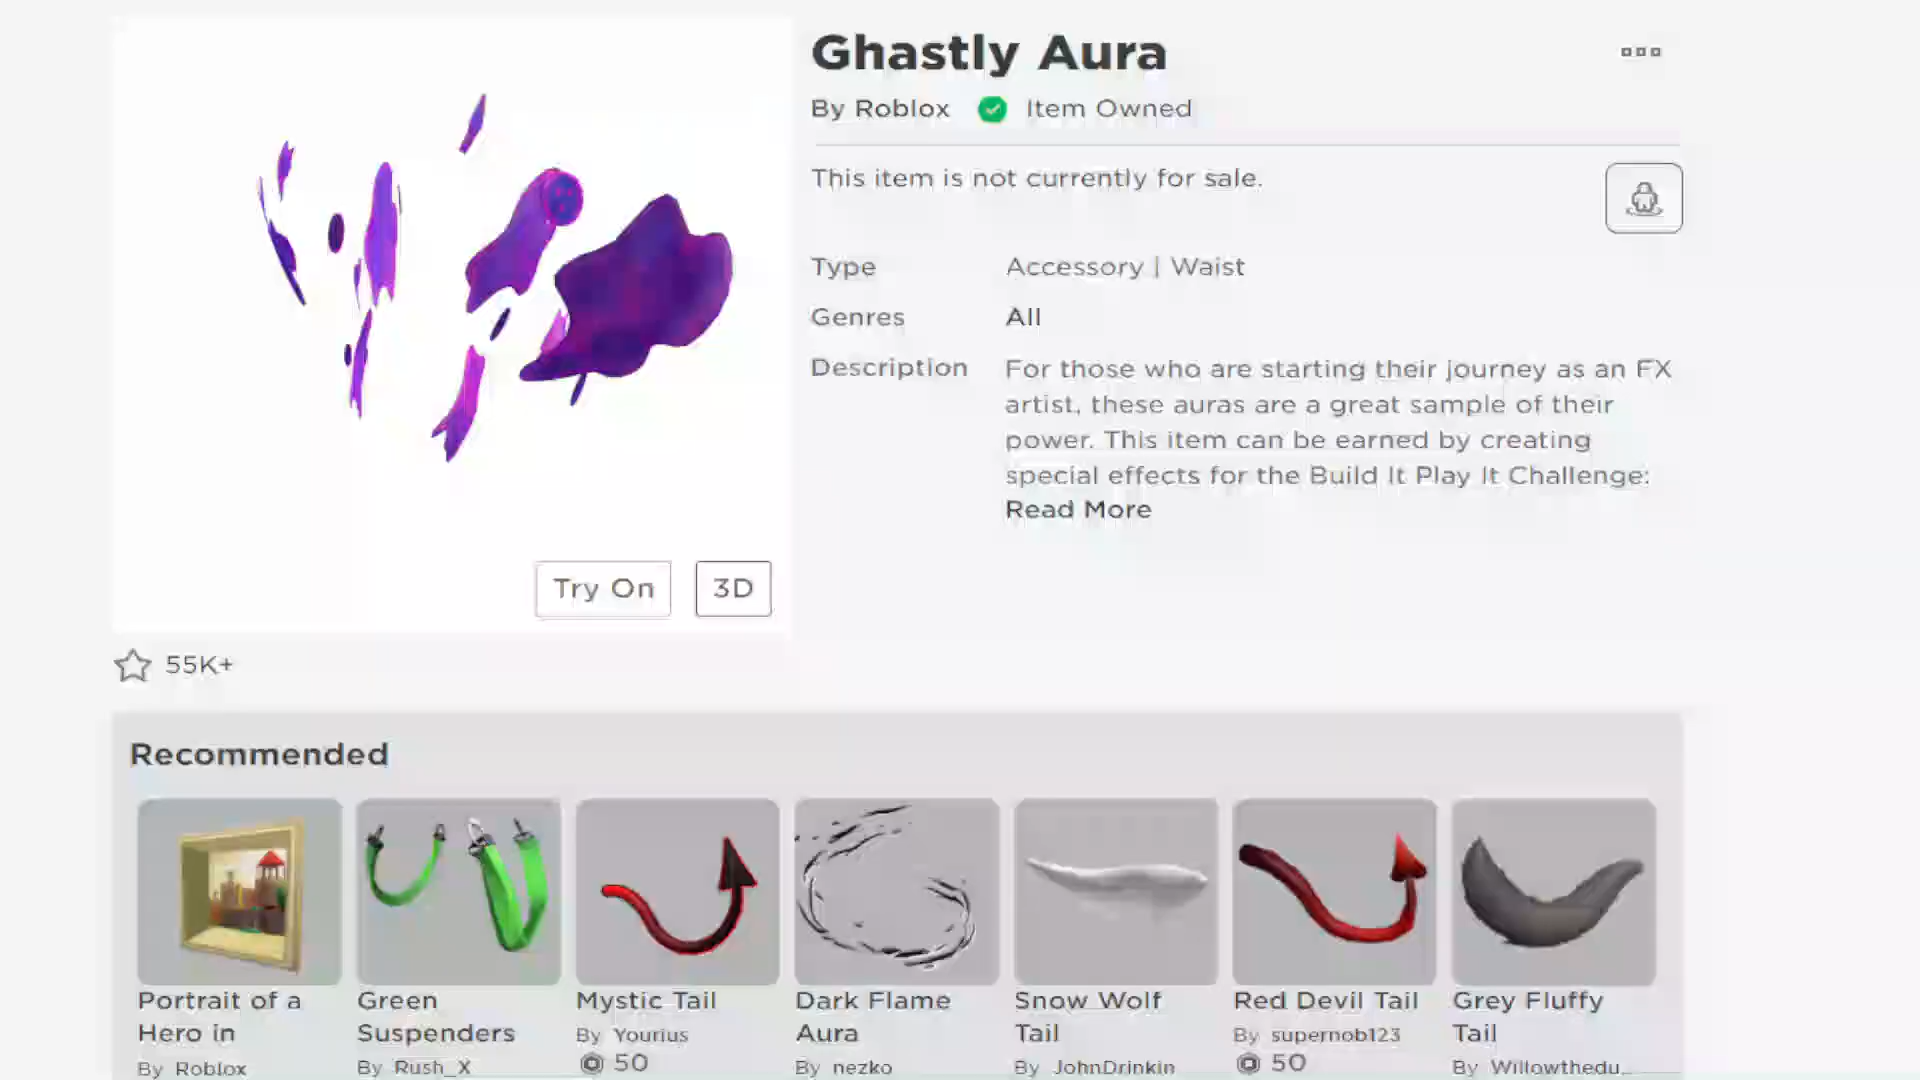 Ghastly Aura
By Roblox Item Owned
This item is not currently for sale.
Type Accessory | Waist
Genres All
Description For those who are starting their journey as an FX
artist, these auras are a great sample of their
power. This item can be earned by creating
special effects for the Build It Play It Challenge:
Read More
Try On 3D
55K+
Recommended
Portrait of a Hero in
By Roblox
Green Suspenders
By Rush_X
Mystic Tail
By Yourius
50
Dark Flame Aura
By nezko
Snow Wolf Tail
By JohnDrinkin
Red Devil Tail
By supernob123
50
Grey Fluffy Tail
By Willowthedu...